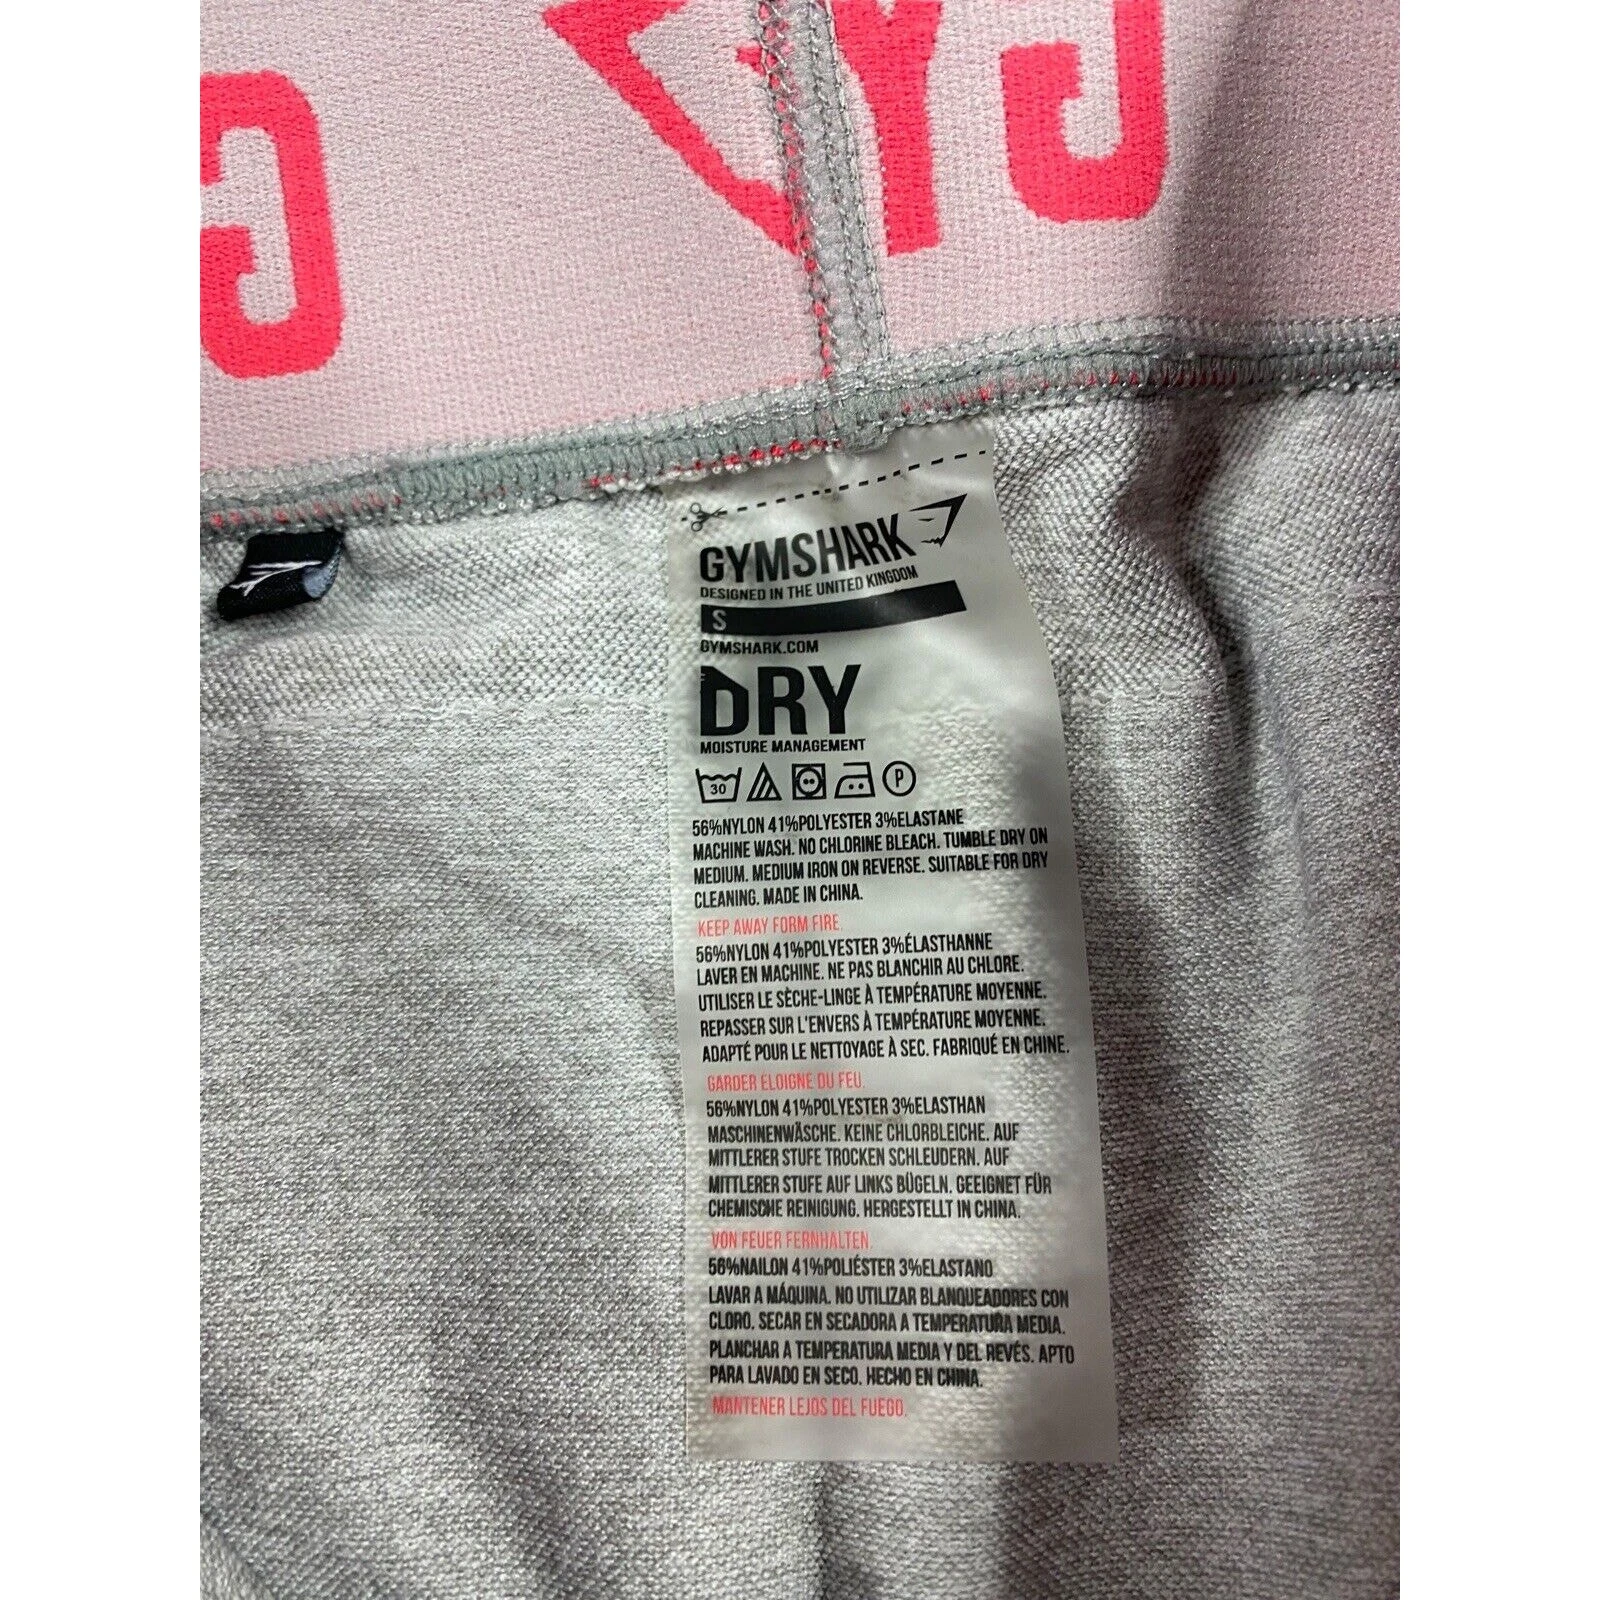 G
YG
GYMSHARK
DESIGNED IN THE UNITED KINGDOM
S
GYMSHARK.COM
DRY
MOISTURE MANAGEMENT
30 P
56%NYLON 41%POLYESTER 3%ELASTANE
MACHINE WASH. NO CHLORINE BLEACH. TUMBLE DRY ON
MEDIUM. MEDIUM IRON ON REVERSE. SUITABLE FOR DRY
CLEANING. MADE IN CHINA.
KEEP AWAY FORM FIRE.
56%NYLON 41%POLYESTER 3%ÉLASTHANNE
LAVER EN MACHINE. NE PAS BLANCHIR AU CHLORE.
UTILISER LE SÈCHE-LINGE À TEMPÉRATURE MOYENNE.
REPASSER SUR L'ENVERS À TEMPÉRATURE MOYENNE.
ADAPTÉ POUR LE NETTOYAGE À SEC. FABRIQUÉ EN CHINE.
GARDER ELOIGNE DU FEU.
56%NYLON 41%POLYESTER 3%ELASTHAN
MASCHINENWÄSCHE. KEINE CHLORBLEICHE. AUF
MITTLERER STUFE TROCKEN SCHLEUDERN. AUF
MITTLERER STUFE AUF LINKS BÜGELN. GEEIGNET FÜR
CHEMISCHE REINIGUNG. HERGESTELLT IN CHINA.
VON FEUER FERNHALTEN.
56%NAILON 41%POLIÉSTER 3%ELASTANO
LAVAR A MÁQUINA. NO UTILIZAR BLANQUEADORES CON
CLORO. SECAR EN SECADORA A TEMPERATURA MEDIA.
PLANCHAR A TEMPERATURA MEDIA Y DEL REVÉS. APTO
PARA LAVADO EN SECO. HECHO EN CHINA.
MANTENER LEJOS DEL FUEGO.